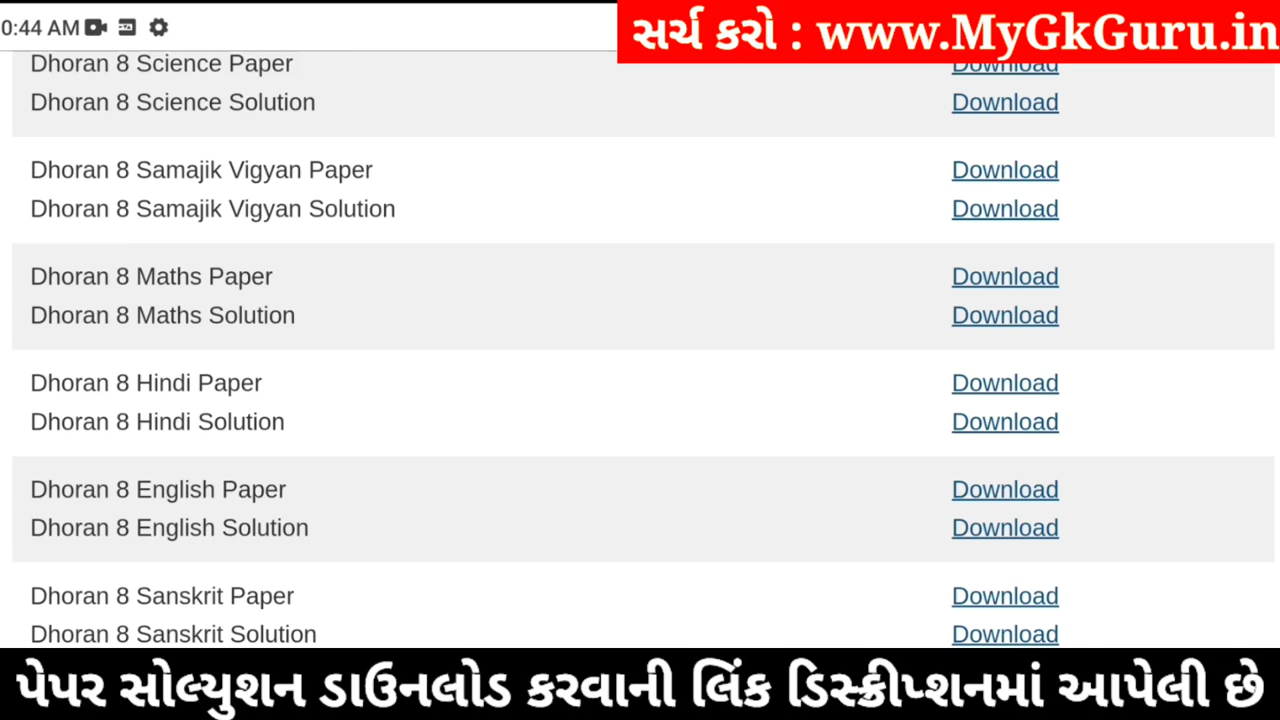 0:44 AM
સર્ચ કરો : www.MyGkGuru.in
Dhoran 8 Science Paper Download
Dhoran 8 Science Solution Download
Dhoran 8 Samajik Vigyan Paper Download
Dhoran 8 Samajik Vigyan Solution Download
Dhoran 8 Maths Paper Download
Dhoran 8 Maths Solution Download
Dhoran 8 Hindi Paper Download
Dhoran 8 Hindi Solution Download
Dhoran 8 English Paper Download
Dhoran 8 English Solution Download
Dhoran 8 Sanskrit Paper Download
Dhoran 8 Sanskrit Solution Download
પેપર સોલ્યુશન ડાઉનલોડ કરવાની લિંક ડિસ્ક્રીપ્શનમાં આપેલી છે